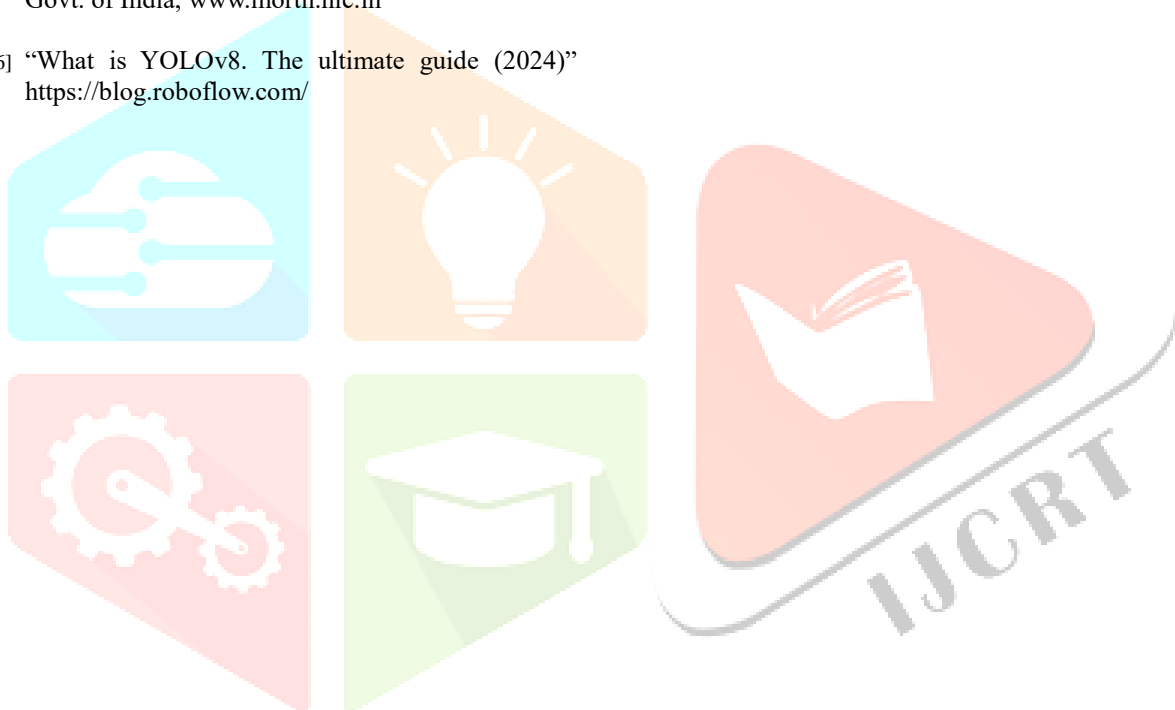 Govt. of India, www.morth.nic.in
6] “What is YOLOv8. The ultimate guide (2024)”
https://blog.roboflow.com/
IJCRT